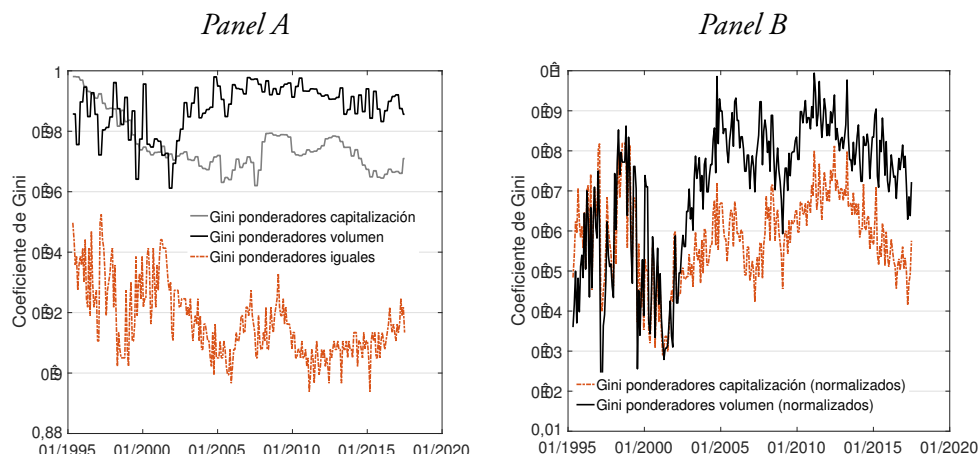 Panel A
1
Coeficiente de Gini
Gini ponderadores capitalización
Gini ponderadores volumen
Gini ponderadores iguales
0,88
01/1995 01/2000 01/2005 01/2010 01/2015 01/2020
Panel B
Coeficiente de Gini
Gini ponderadores capitalización (normalizados)
Gini ponderadores volumen (normalizados)
0,01
01/1995 01/2000 01/2005 01/2010 01/2015 01/2020